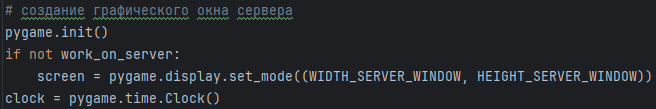 # создание графического окна сервера
pygame.init()
if not work_on_server:
    screen = pygame.display.set_mode((WIDTH_SERVER_WINDOW, HEIGHT_SERVER_WINDOW))
clock = pygame.time.Clock()